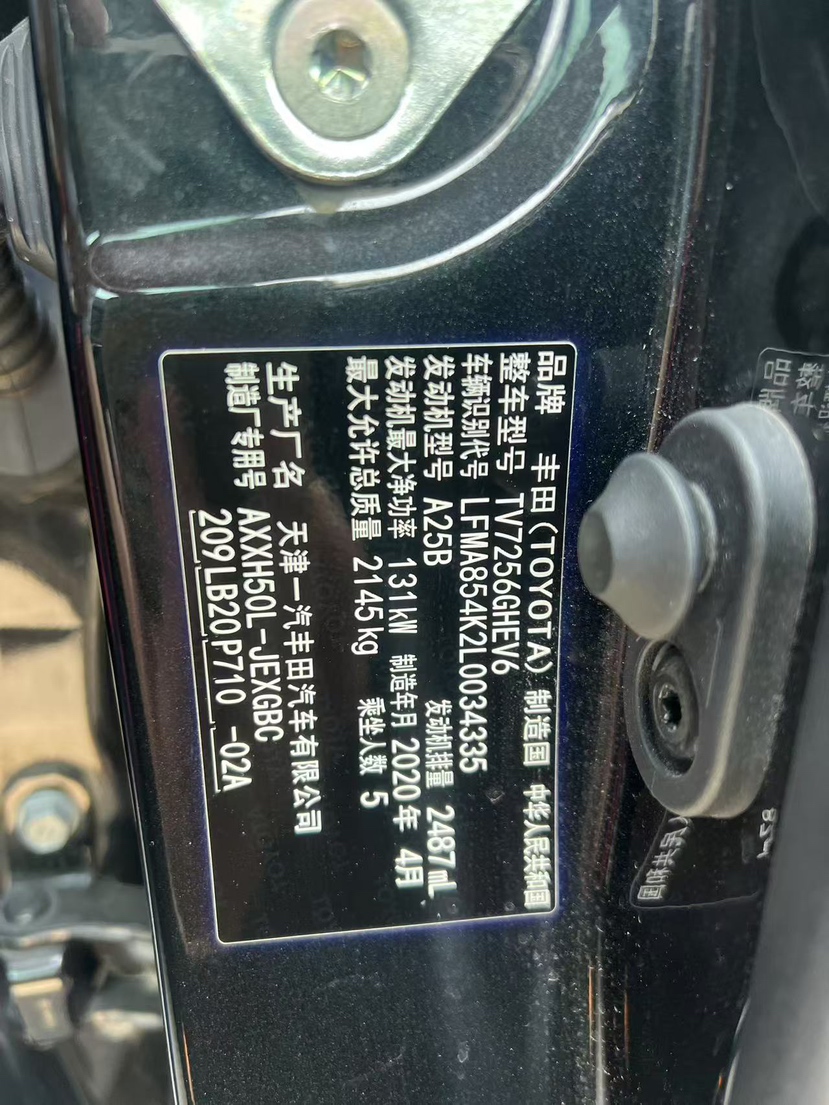 品牌 丰田(TOYOTA) 制造国 中华人民共和国
整车型号 TV7256GHEV6
车辆识别代号 LFMA854K2L0034335
发动机型号 A25B 发动机排量 2487mL
发动机最大净功率 131kW 制造年月 2020年 4月
最大允许总质量 2145kg 乘坐人数 5
生产厂名 天津一汽丰田汽车有限公司
制造厂专用号 AXXH50L-JEXGBC
209LB20P710 -02A